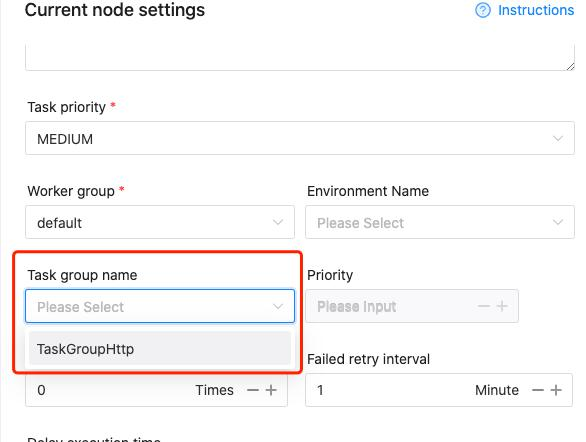 Current node settings
Instructions
Task priority *
MEDIUM
Worker group *
Environment Name
default
Please Select
Task group name
Priority
Please Select
Please Input
TaskGroupHttp
Failed retry interval
0 Times
1 Minute
Delay execution time